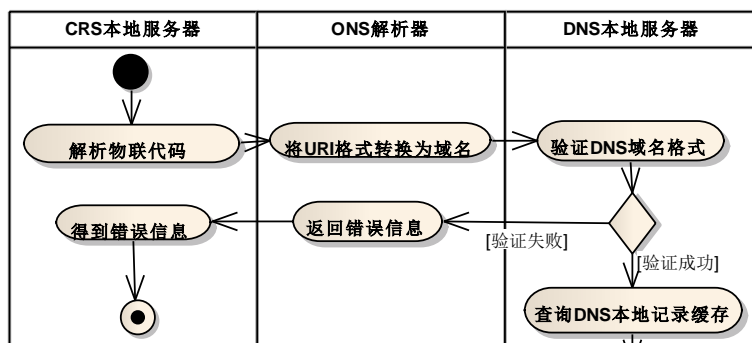 CRS本地服务器 ONS解析器 DNS本地服务器
解析物联代码 将URI格式转换为域名 验证DNS域名格式
得到错误信息 返回错误信息 [验证失败]
[验证成功]
查询DNS本地记录缓存